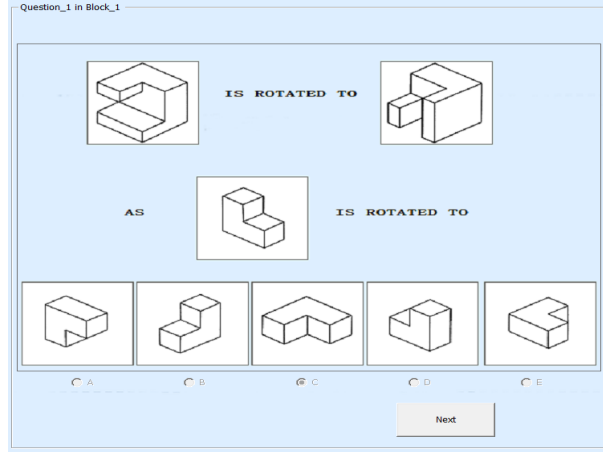 Question_1 in Block_1
IS ROTATED TO
AS IS ROTATED TO
A B C D E
Next